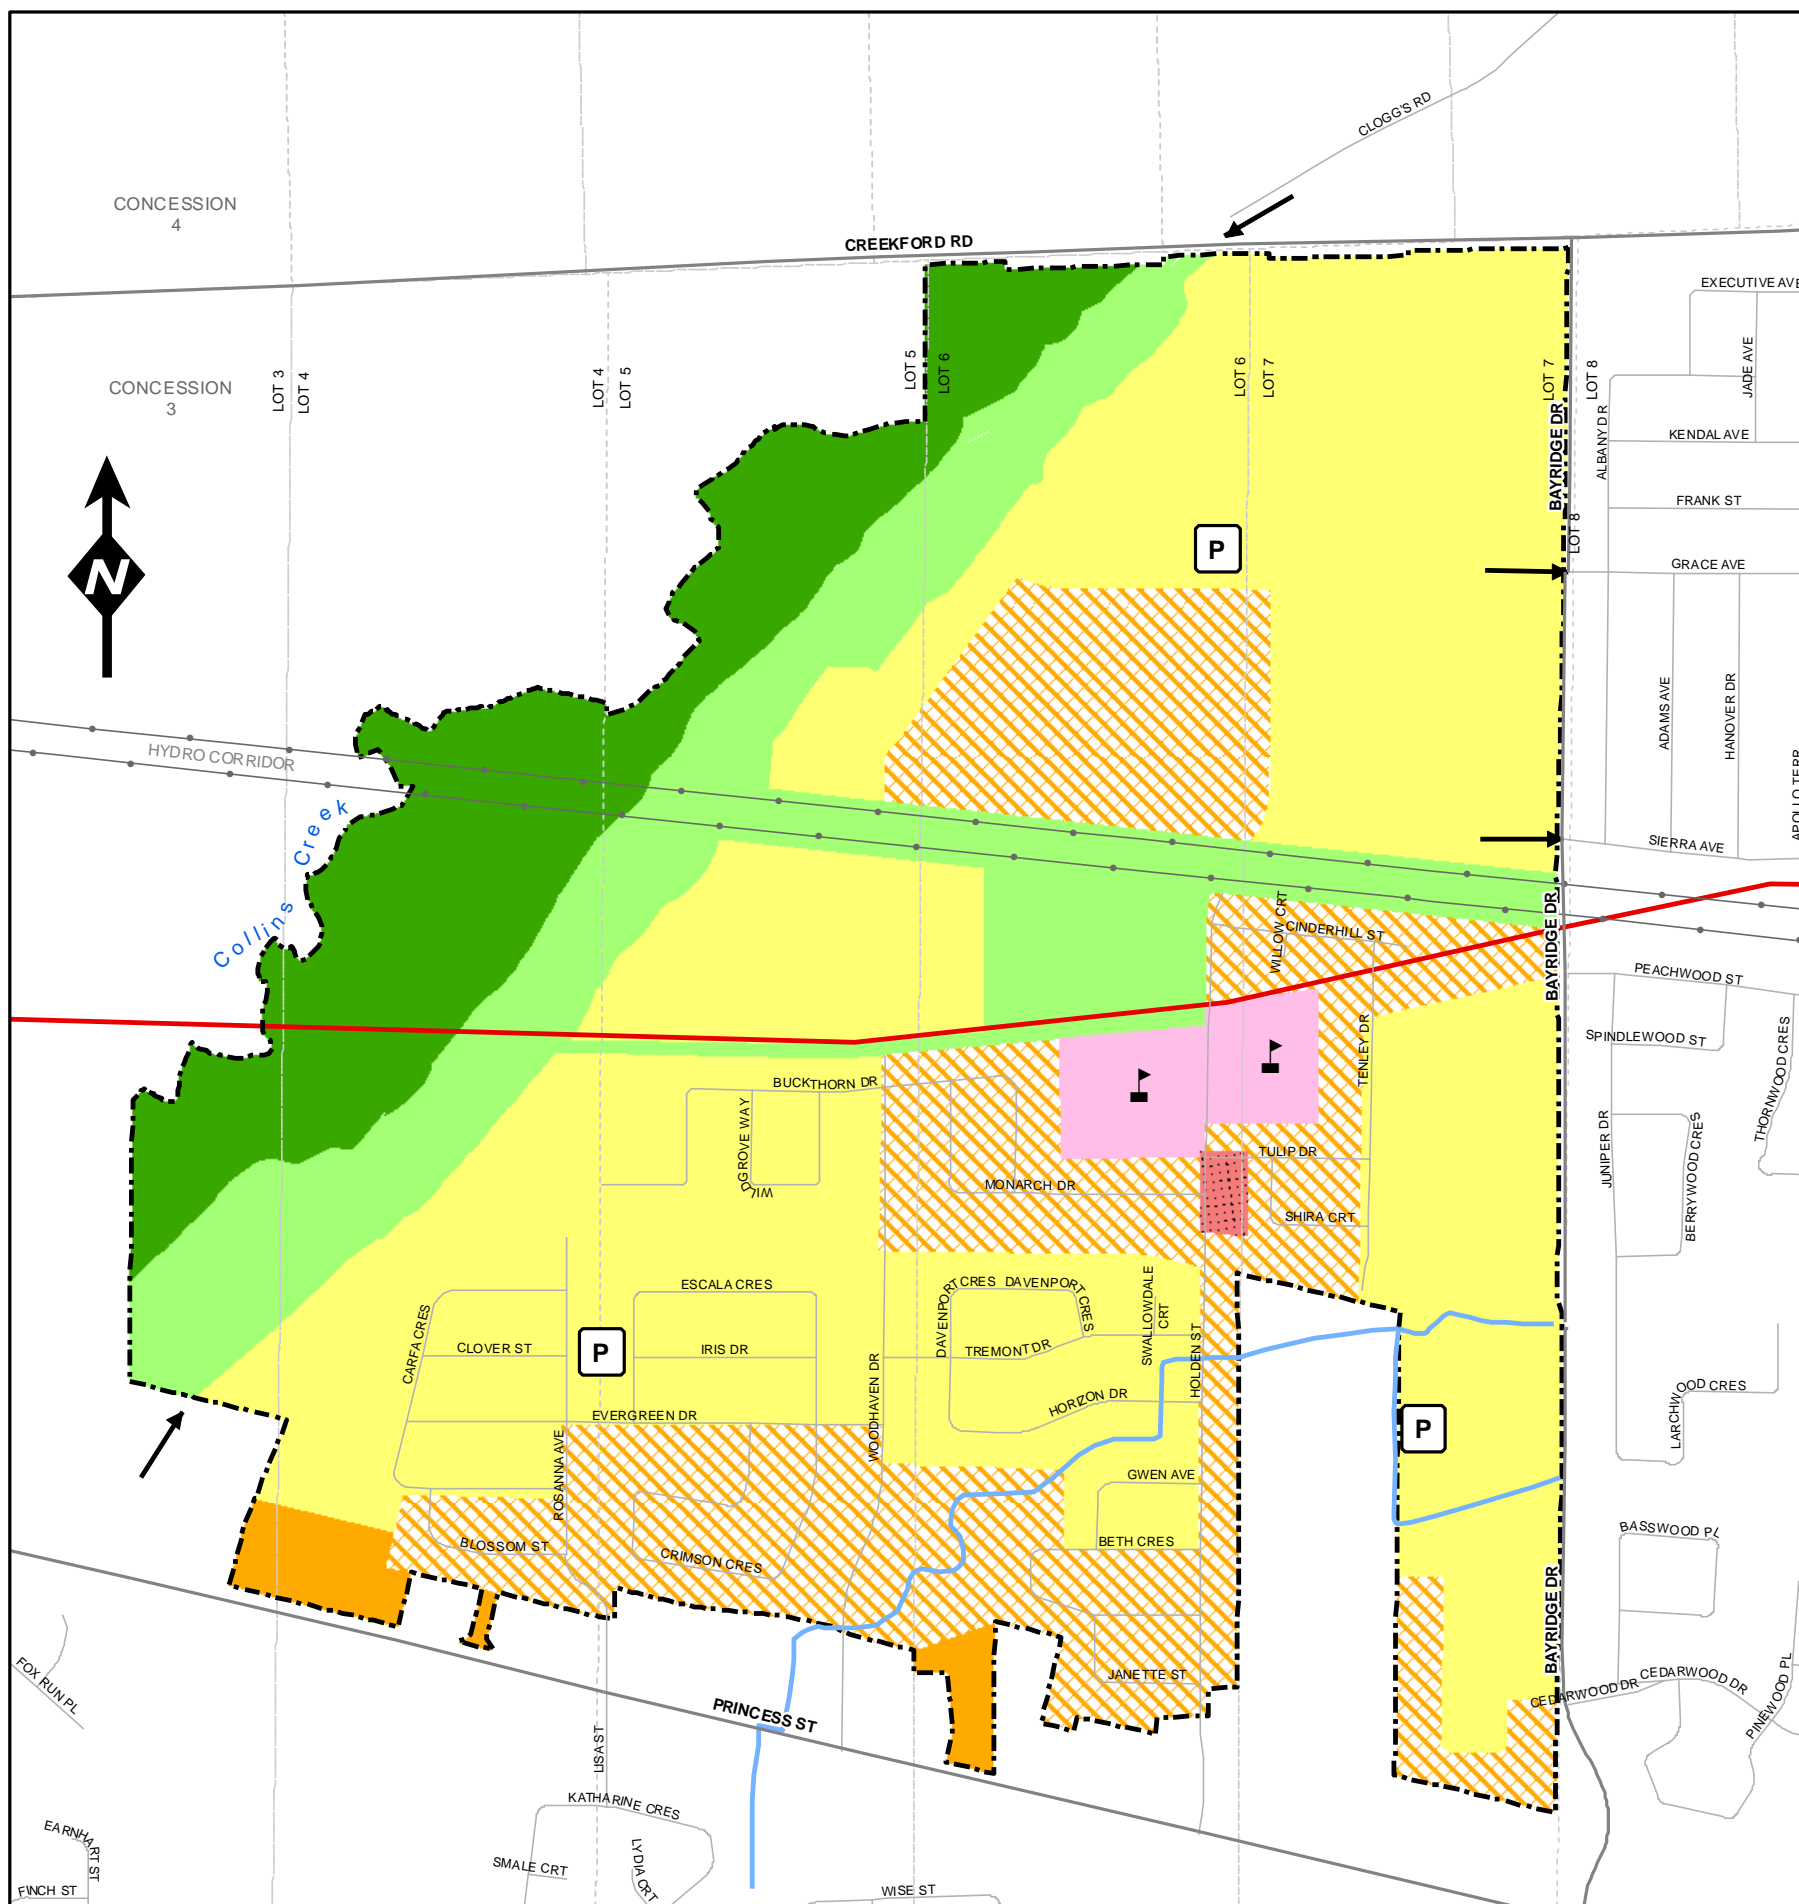 CLOGG'S RD
CONCESSION
4
CREEKFORD RD
EXECUTIVE AVE
JADE AVE
CONCESSION
3
LOT 3
LOT 4
LOT 4
LOT 5
LOT 5
LOT 6
LOT 6
LOT 7
LOT 7
LOT 8
BAYRIDGE DR
ALBANY DR
KENDAL AVE
FRANK ST
LOT 8
P
GRACE AVE
N
ADAMS AVE
HANOVER DR
HYDRO CORRIDOR
APOLLO TERR
Collins Creek
SIERRA AVE
WILLOW CRT
CINDERHILL ST
BAYRIDGE DR
PEACHWOOD ST
SPINDLEWOOD ST
THORNWOOD CRES
TENLEY DR
BUCKTHORN DR
WILDGROVE WAY
JUNIPER DR
BERRYWOOD CRES
TULIP DR
MONARCH DR
SHIRA CRT
ESCALA CRES
DAVENPORT CRES
DAVENPORT CRES
SWALLOWDALE
CRT
CARFA CRES
CLOVER ST
P
IRIS DR
TREMONT DR
HOLDEN ST
WOODHAVEN DR
HORIZON DR
LARCHWOOD CRES
EVERGREEN DR
P
ROSANNA AVE
GWEN AVE
BLOSSOM ST
CRIMSON CRES
BETH CRES
BASSWOOD PL
BAYRIDGE DR
FOX RUN PL
JANETTE ST
CEDARWOOD DR
CEDARWOOD DR
PINEWOOD PL
PRINCESS ST
LISA ST
KATHARINE CRES
EARNHART ST
LYDIA CRT
SMALE CRT
FINCH ST
WISE ST